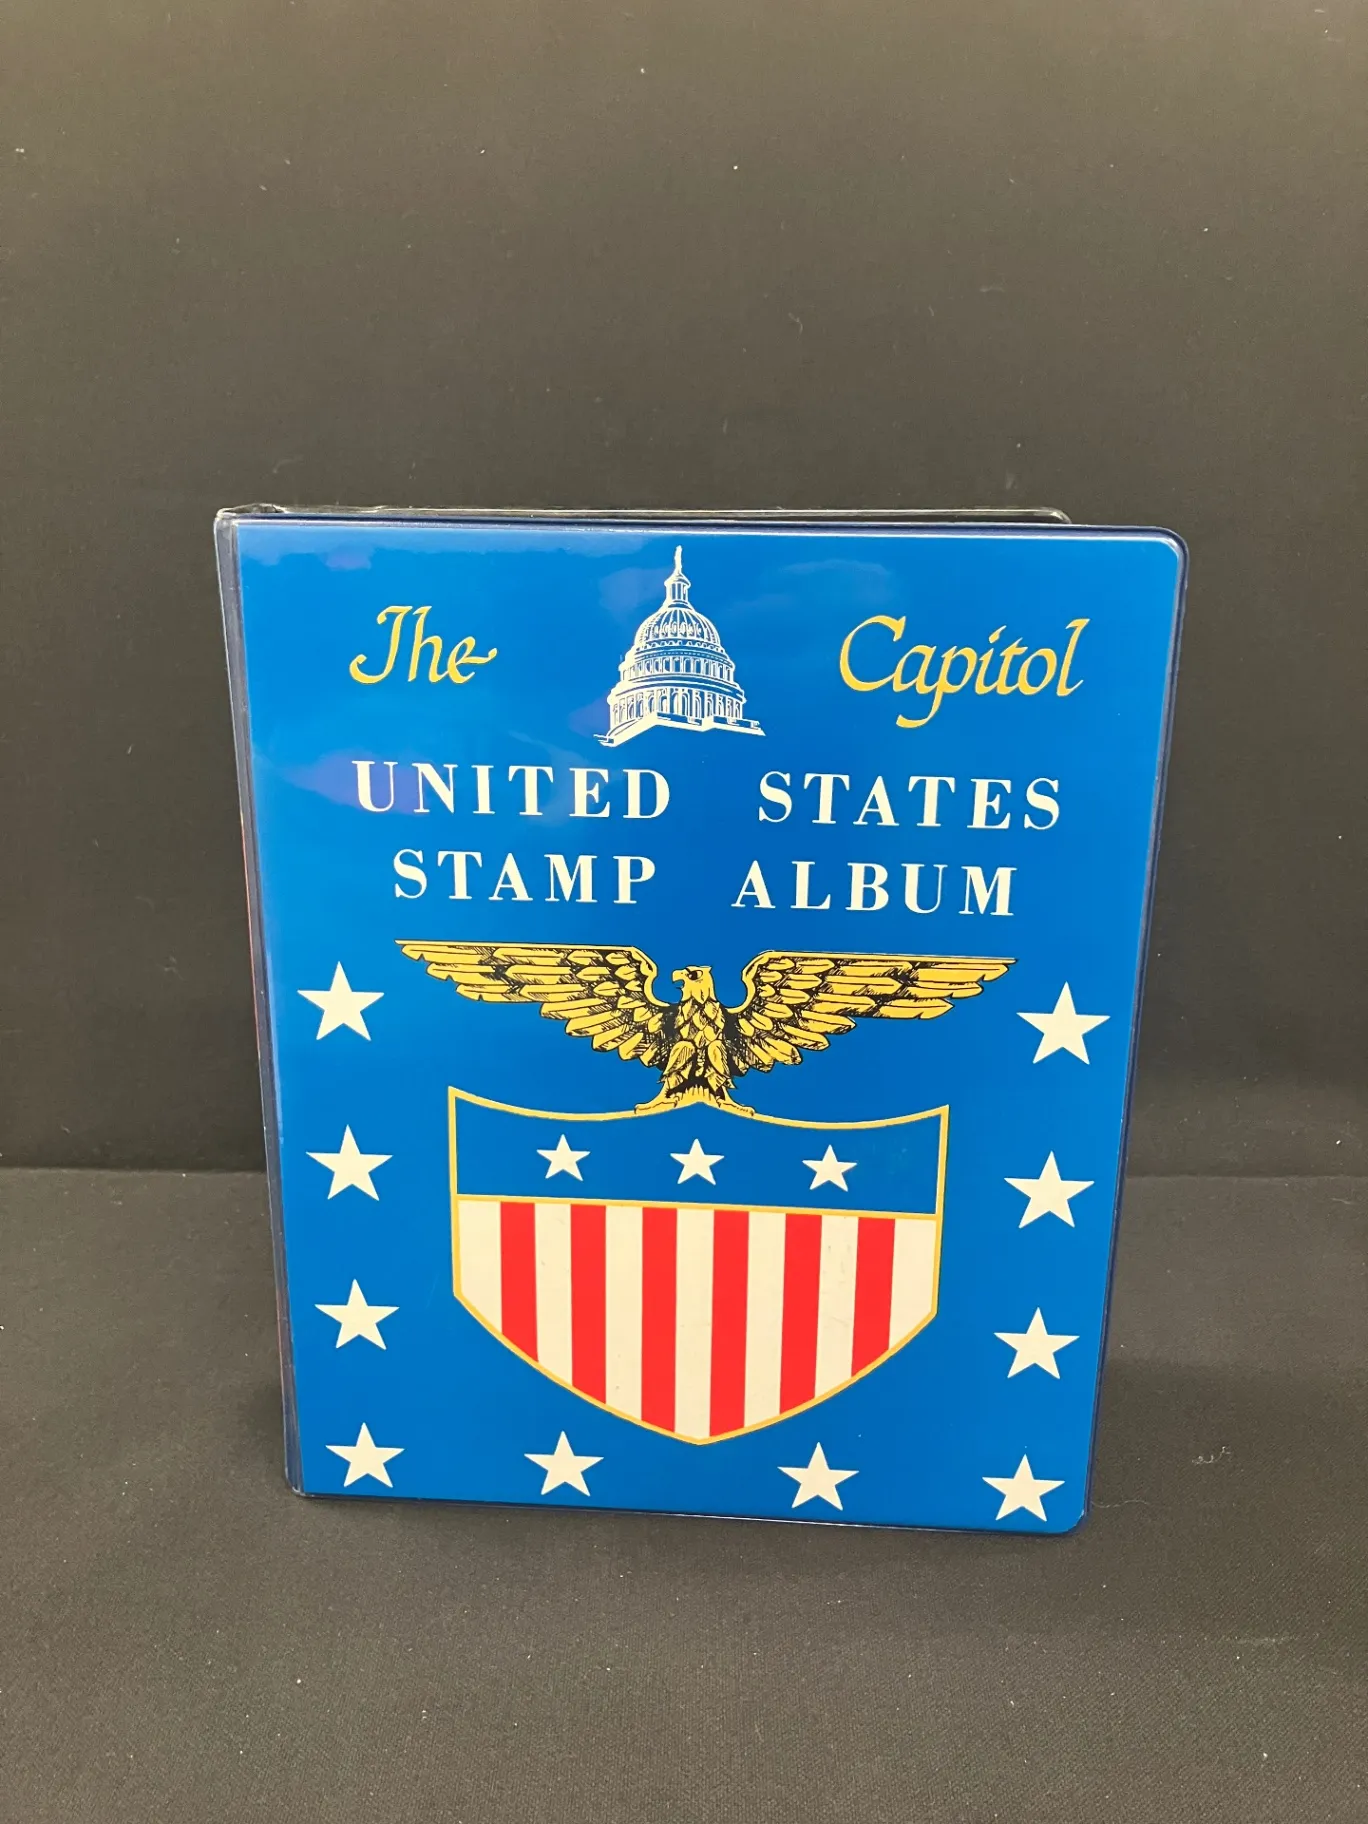 The Capitol
UNITED STATES
STAMP ALBUM